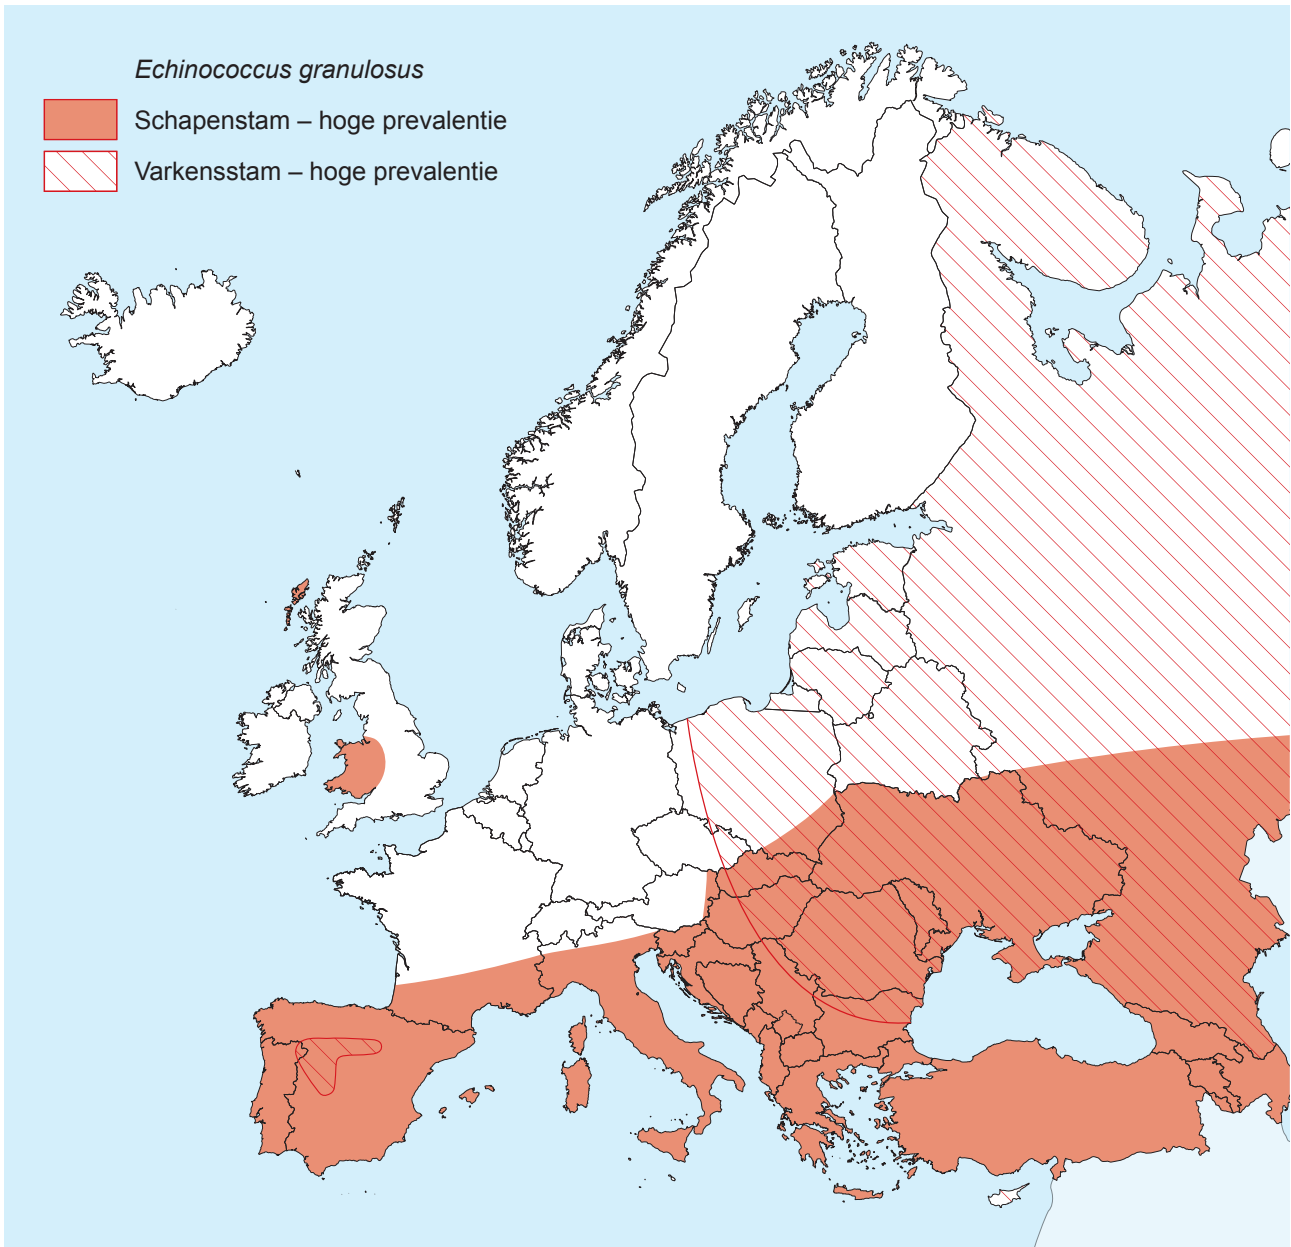 Echinococcus granulosus
Schapenstam – hoge prevalentie
Varkensstam – hoge prevalentie